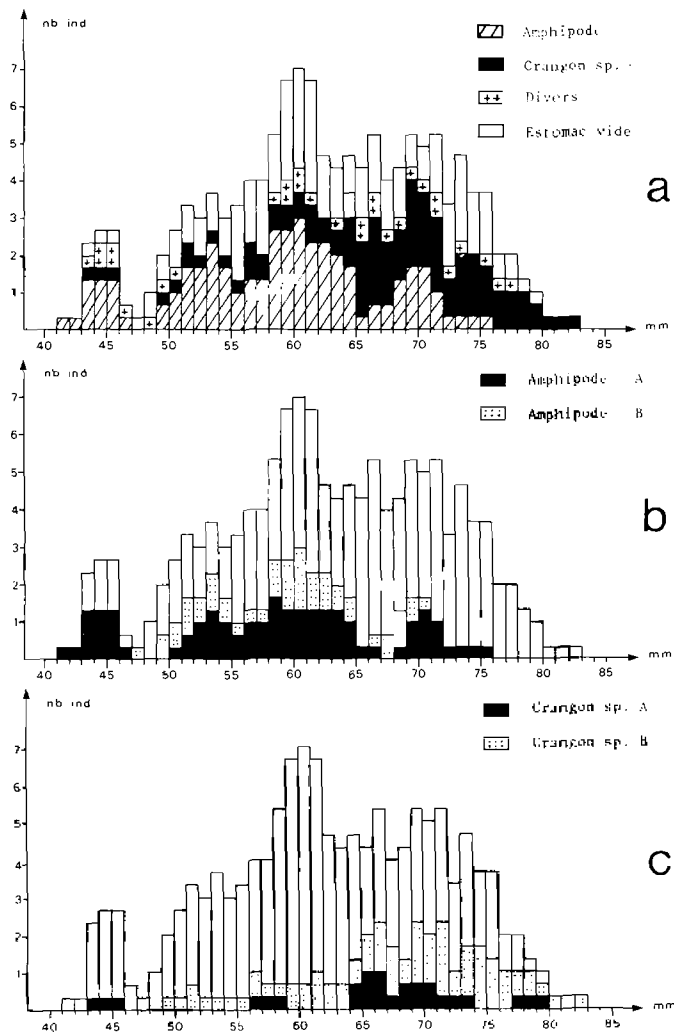 nb ind
Amphipode
Crangon sp.
Divers
Estomac vide
7
6
5
4
3
2
1
a
40 45 50 55 60 65 70 75 80 85 mm
nb ind
Amphipode A
Amphipode B
7
6
5
4
3
2
1
b
40 45 50 55 60 65 70 75 80 85 mm
nb ind
Crangon sp. A
Crangon sp. B
7
6
5
4
3
2
1
c
40 45 50 55 60 65 70 75 80 85 mm